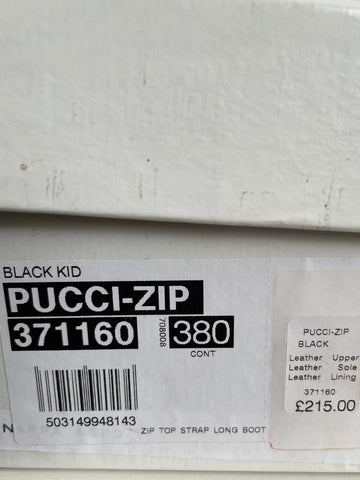 BLACK KID
PUCCI-ZIP
371160
708008
380
CONT
503149948143
ZIP TOP STRAP LONG BOOT
PUCCI-ZIP
BLACK
Leather Upper
Leather Sole
Leather Lining
371160
£215.00